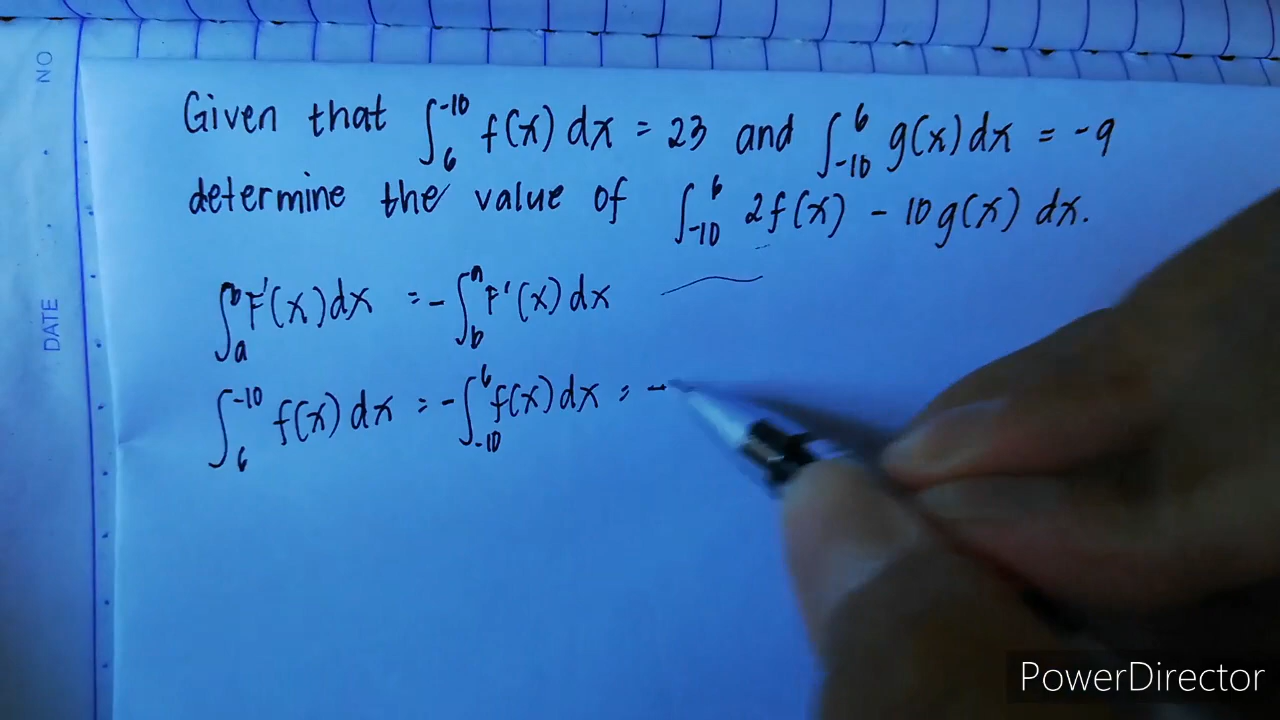 NO
DATE
Given that ∫₆⁻¹⁰ f(x) dx = 23 and ∫₋₁₀⁶ g(x) dx = -9
determine the value of ∫₋₁₀⁶ 2f(x) - 10g(x) dx.
∫ₐᵇ F'(x) dx = -∫_b^a F'(x) dx
∫₆⁻¹⁰ f(x) dx = -∫₋₁₀⁶ f(x) dx = -
PowerDirector